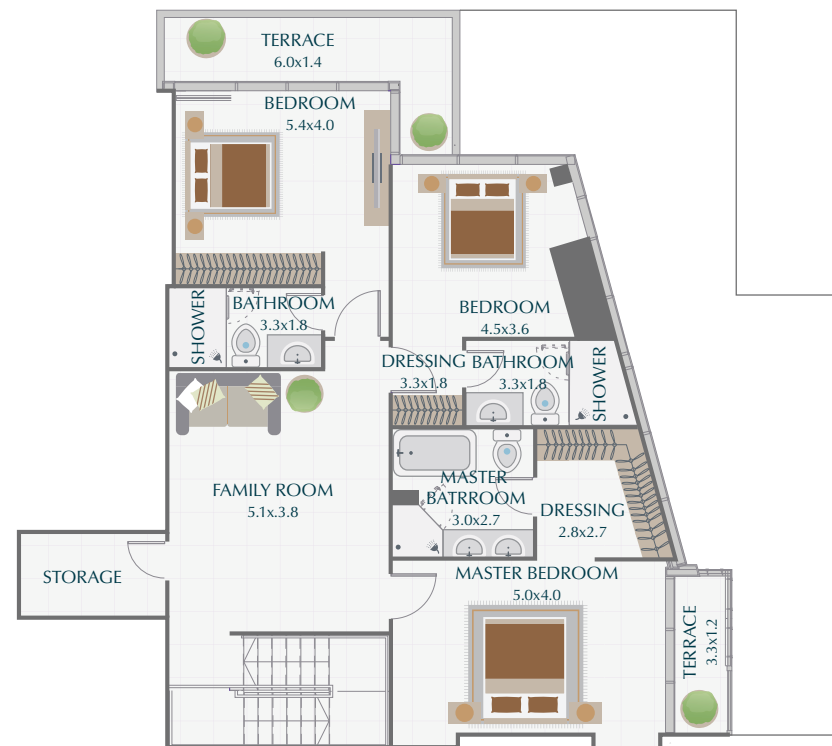 TERRACE
6.0x1.4
BEDROOM
5.4x4.0
BEDROOM
4.5x3.6
SHOWER
BATHROOM
3.3x1.8
DRESSING
3.3x1.8
BATHROOM
3.3x1.8
SHOWER
FAMILY ROOM
5.1x.3.8
MASTER
BATRROOM
3.0x2.7
DRESSING
2.8x2.7
STORAGE
MASTER BEDROOM
5.0x4.0
TERRACE
3.3x1.2